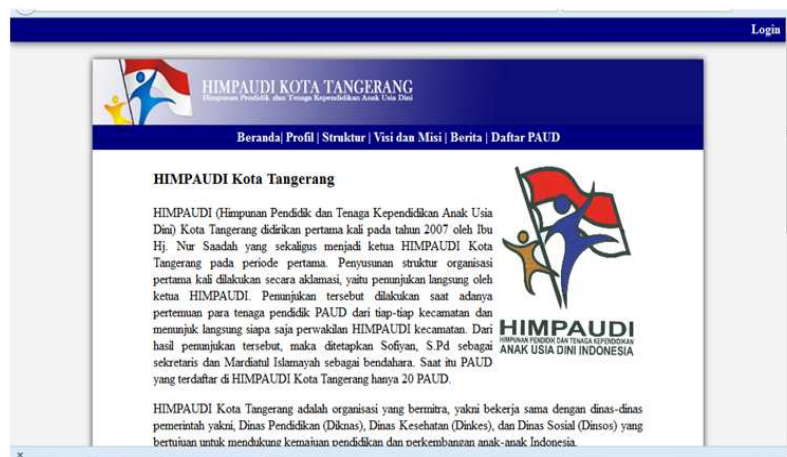 Login
HIMPAUDI KOTA TANGERANG
Himpunan Pendidik dan Tenaga Kependidikan Anak Usia Dini
Beranda| Profil | Struktur | Visi dan Misi | Berita | Daftar PAUD
HIMPAUDI Kota Tangerang
HIMPAUDI (Himpunan Pendidik dan Tenaga Kependidikan Anak Usia
Dini) Kota Tangerang didirikan pertama kali pada tahun 2007 oleh Ibu
Hj. Nur Saadah yang sekaligus menjadi ketua HIMPAUDI Kota
Tangerang pada periode pertama. Penyusunan struktur organisasi
pertama kali dilakukan secara aklamasi, yaitu penunjukan langsung oleh
ketua HIMPAUDI. Penunjukan tersebut dilakukan saat adanya
pertemuan para tenaga pendidik PAUD dari tiap-tiap kecamatan dan
menunjuk langsung siapa saja perwakilan HIMPAUDI kecamatan. Dari
hasil penunjukan tersebut, maka ditetapkan Sofiyan, S.Pd sebagai
sekretaris dan Mardiatul Islamayah sebagai bendahara. Saat itu PAUD
yang terdaftar di HIMPAUDI Kota Tangerang hanya 20 PAUD.
HIMPAUDI
HIMPUNAN PENDIDIK DAN TENAGA KEPENDIDIKAN
ANAK USIA DINI INDONESIA
HIMPAUDI Kota Tangerang adalah organisasi yang bermitra, yakni bekerja sama dengan dinas-dinas
pemerintah yakni, Dinas Pendidikan (Diknas), Dinas Kesehatan (Dinkes), dan Dinas Sosial (Dinsos) yang
bertujuan untuk mendukung kemajuan pendidikan dan perkembangan anak-anak Indonesia.